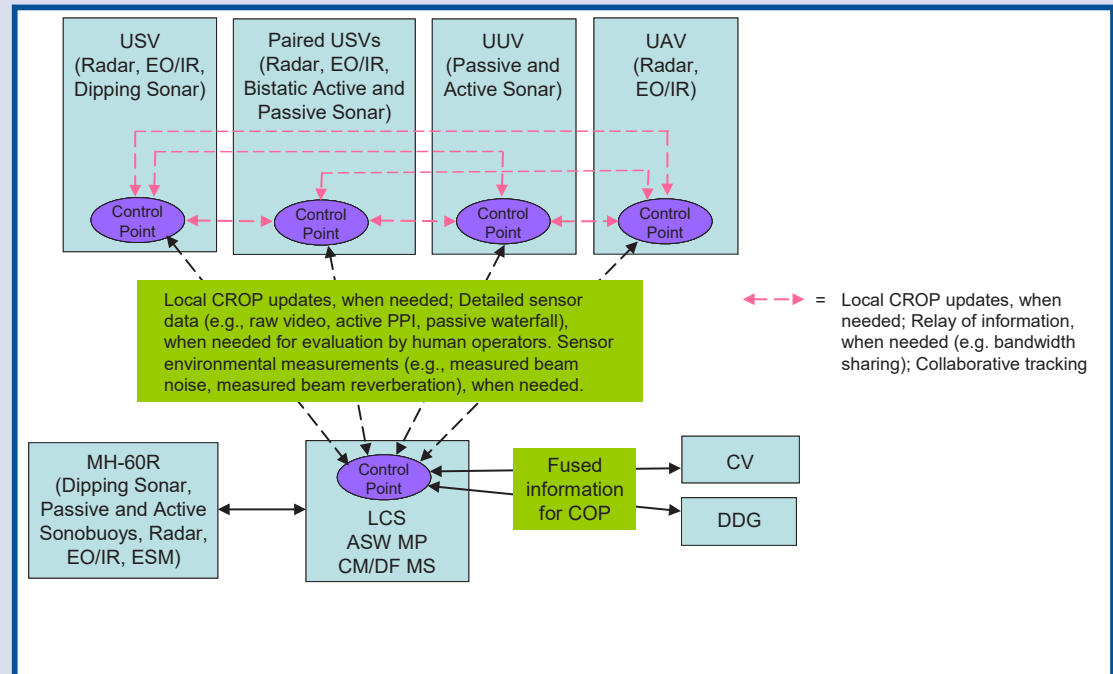 USV
(Radar, EO/IR,
Dipping Sonar)
Paired USVs
(Radar, EO/IR,
Bistatic Active and
Passive Sonar)
UUV
(Passive and
Active Sonar)
UAV
(Radar,
EO/IR)
Control
Point
Control
Point
Control
Point
Control
Point
Local CROP updates, when needed; Detailed sensor
data (e.g., raw video, active PPI, passive waterfall),
when needed for evaluation by human operators. Sensor
environmental measurements (e.g., measured beam
noise, measured beam reverberation), when needed.
= Local CROP updates, when
needed; Relay of information,
when needed (e.g. bandwidth
sharing); Collaborative tracking
MH-60R
(Dipping Sonar,
Passive and Active
Sonobuoys, Radar,
EO/IR, ESM)
Control
Point
LCS
ASW MP
CM/DF MS
Fused
information
for COP
CV
DDG